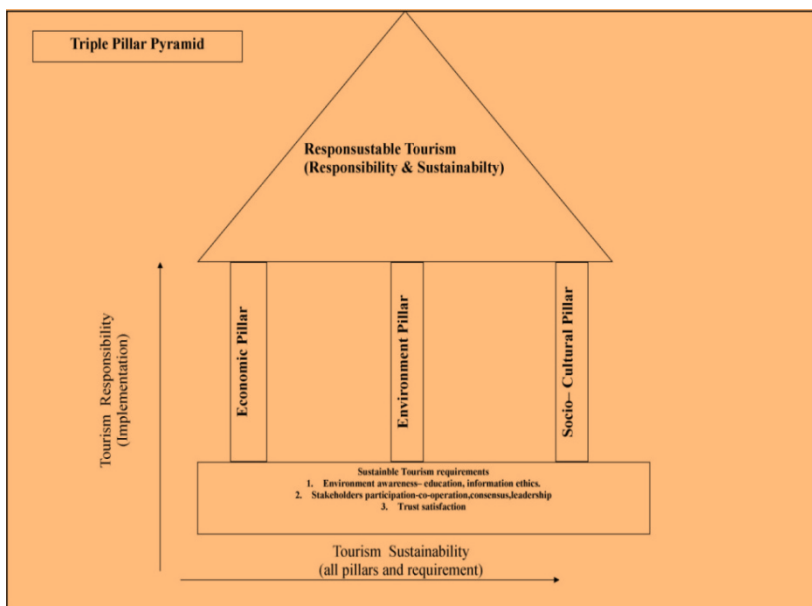 Triple Pillar Pyramid
Responsustable Tourism
(Responsibility & Sustainabilty)
Tourism Responsibility
(Implementation)
Economic Pillar
Environment Pillar
Socio– Cultural Pillar
Sustainble Tourism requirements
1. Environment awareness– education, information ethics.
2. Stakeholders participation-co-operation,consensus,leadership
3. Trust satisfaction
Tourism Sustainability
(all pillars and requirement)